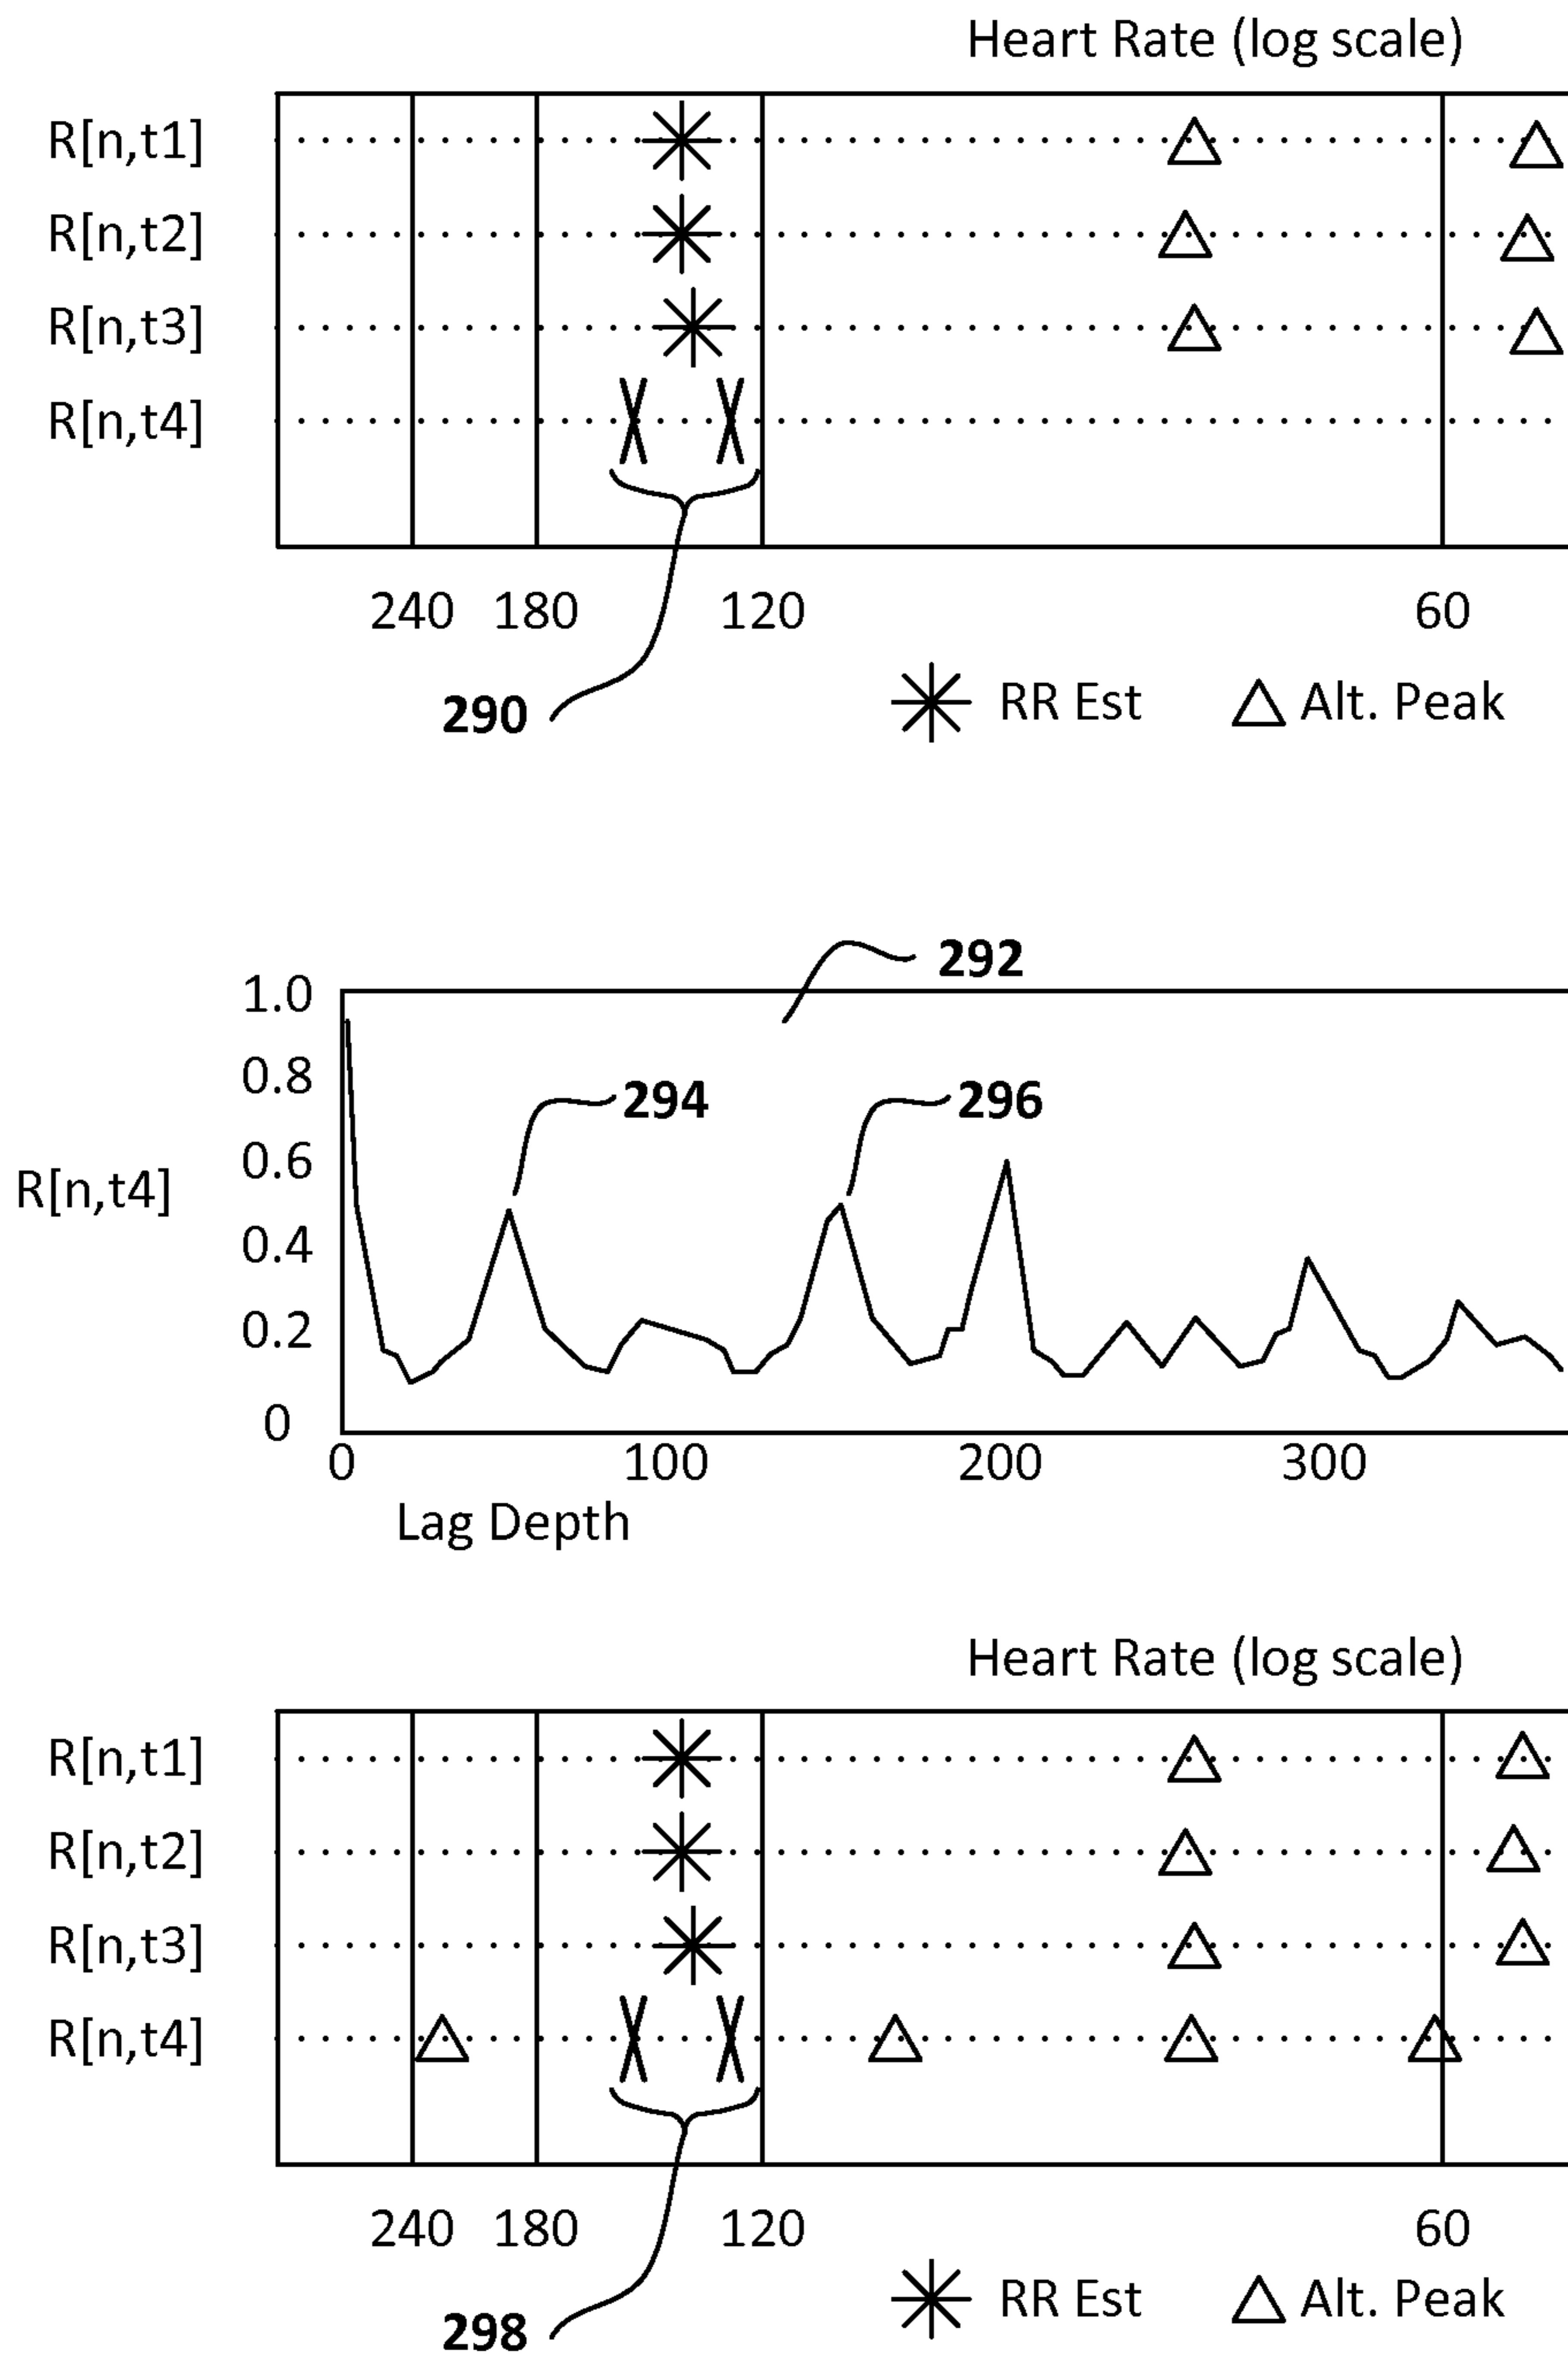 Heart Rate (log scale)
R[n,t1]
R[n,t2]
R[n,t3]
R[n,t4]
240 180 120 60
290
RR Est Alt. Peak
292
1.0
0.8
294 296
0.6
R[n,t4]
0.4
0.2
0
0 100 200 300
Lag Depth
Heart Rate (log scale)
R[n,t1]
R[n,t2]
R[n,t3]
R[n,t4]
240 180 120 60
RR Est Alt. Peak
298